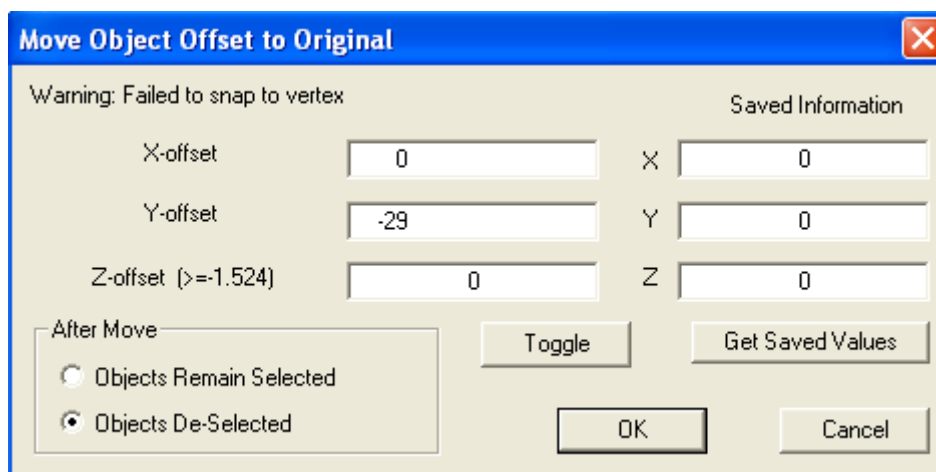 Move Object Offset to Original
Warning: Failed to snap to vertex
Saved Information
X-offset 0 X 0
Y-offset -29 Y 0
Z-offset (>=-1.524) 0 Z 0
After Move
Toggle Get Saved Values
Objects Remain Selected
Objects De-Selected
OK Cancel